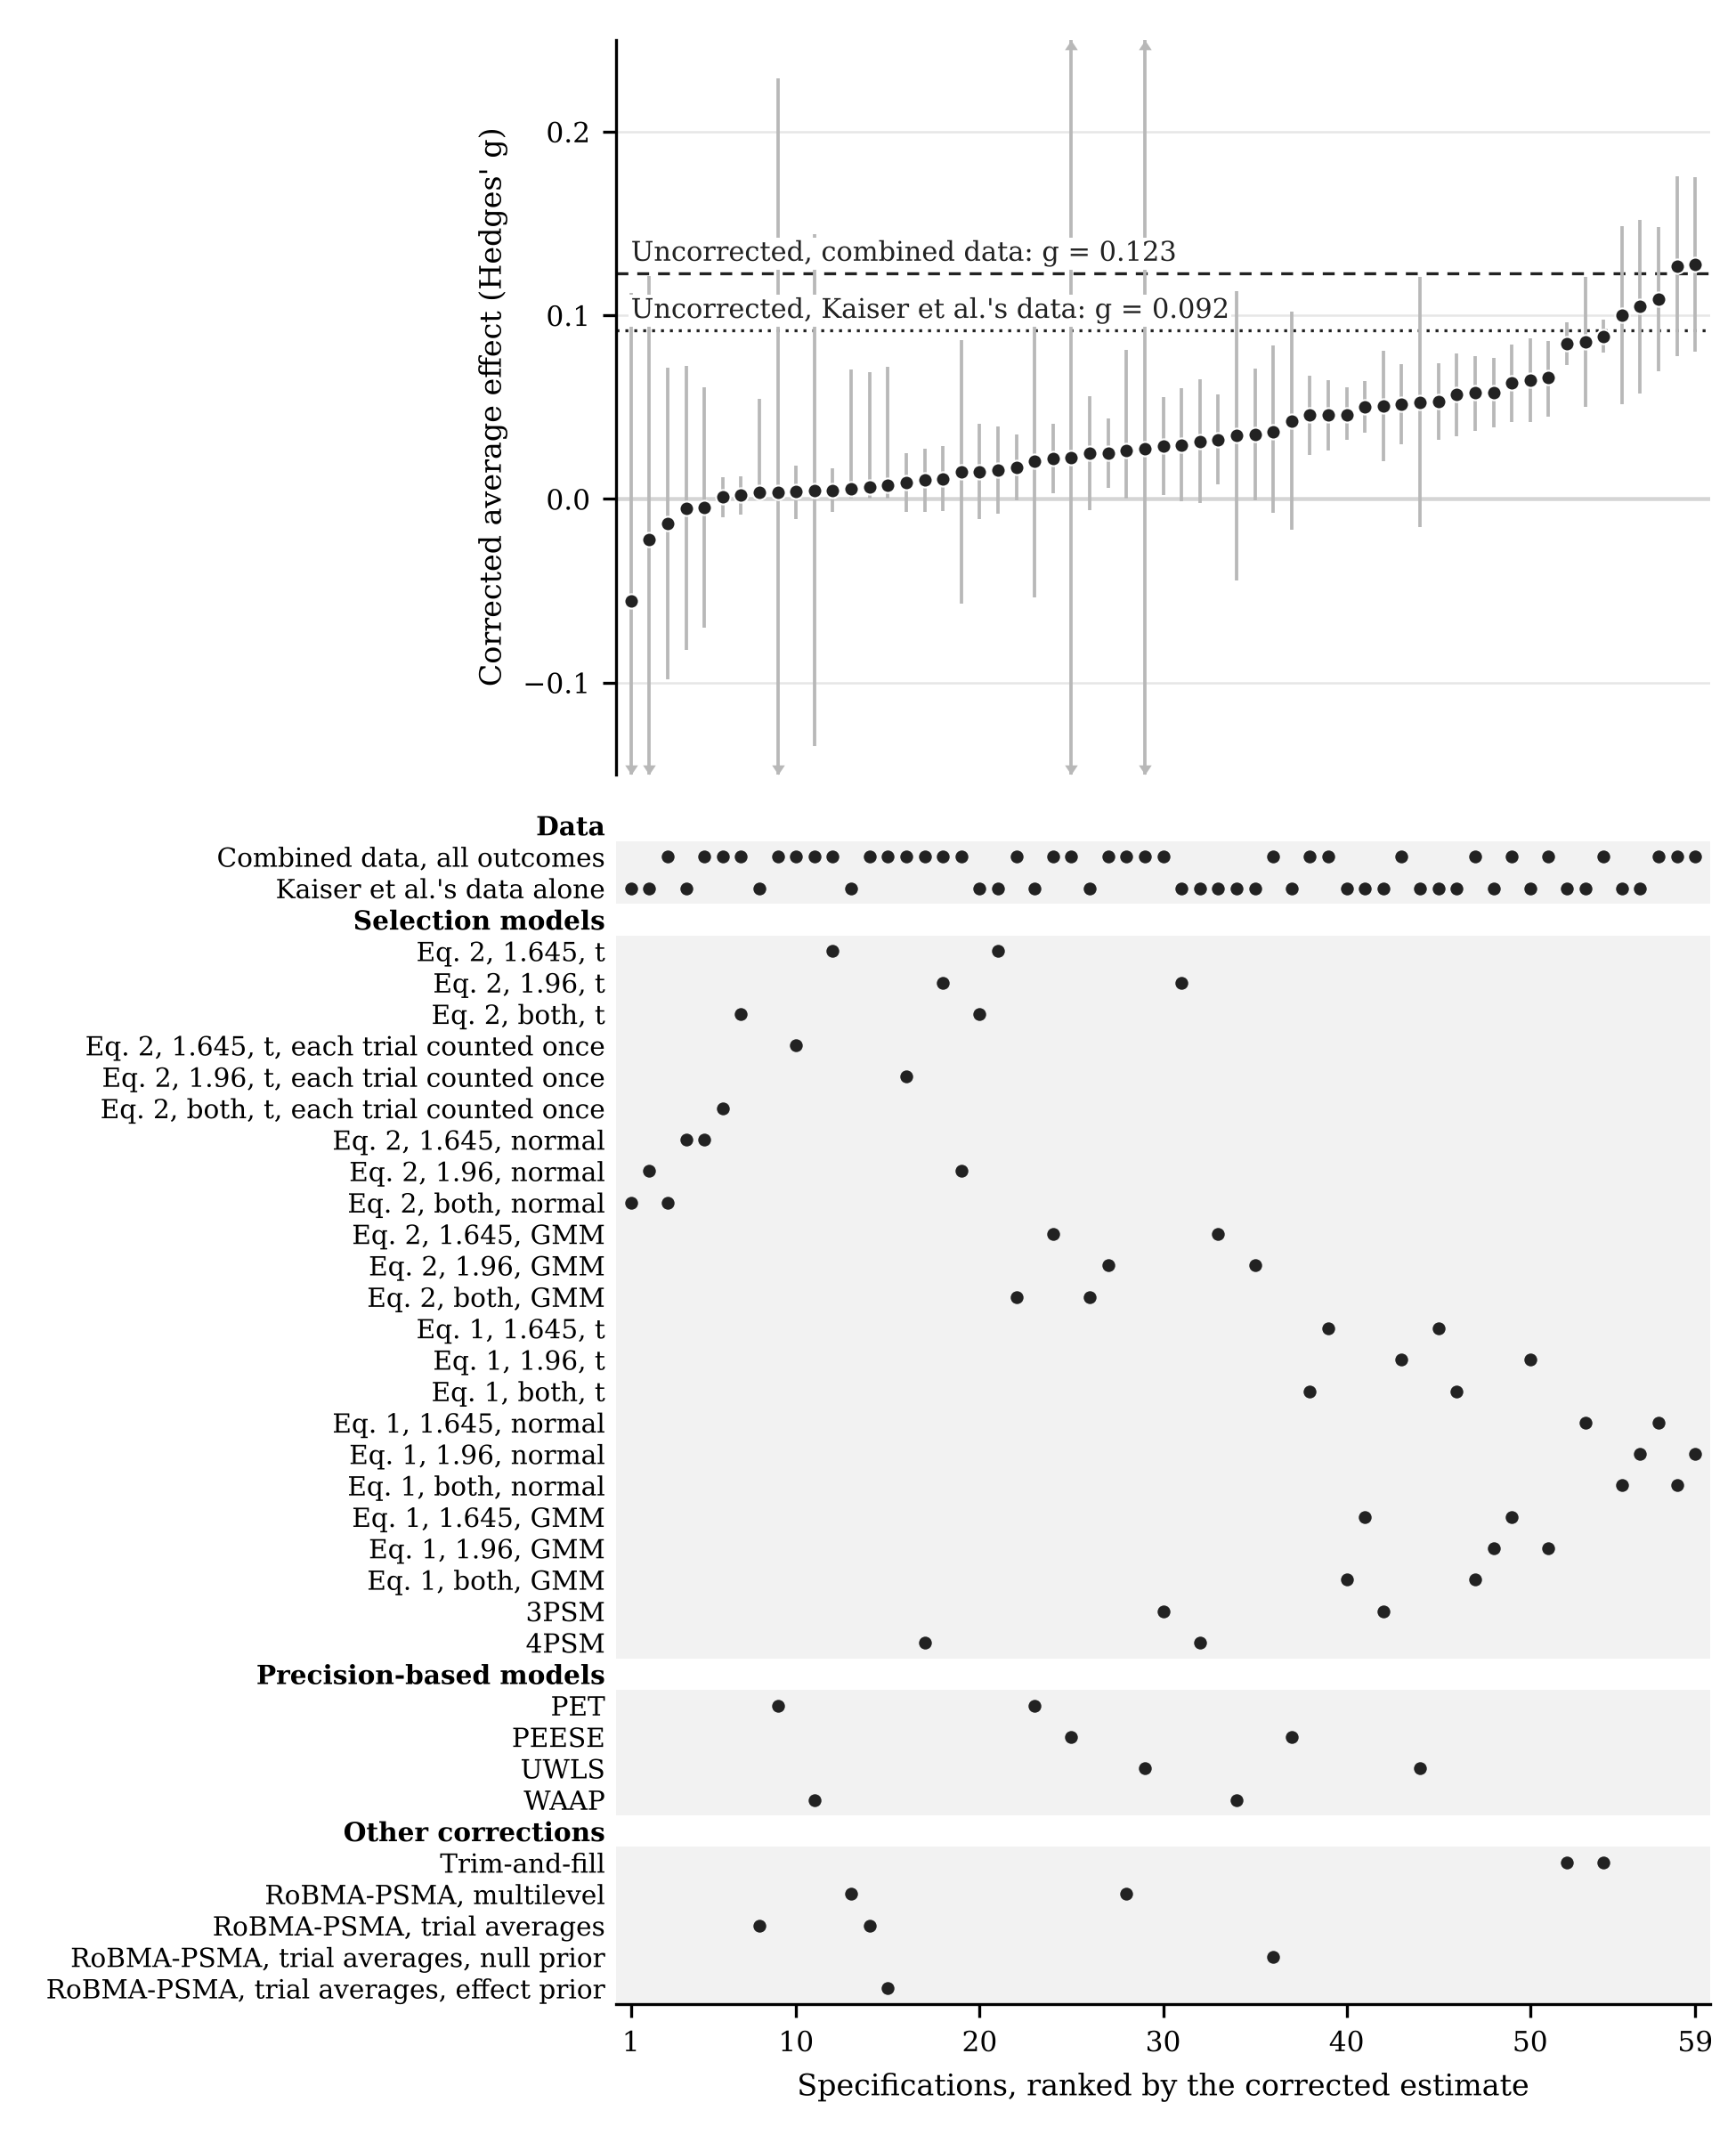 Corrected average effect (Hedges' g)
0.2
0.1
0.0
−0.1
Uncorrected, combined data: g = 0.123
Uncorrected, Kaiser et al.'s data: g = 0.092
Data
Combined data, all outcomes
Kaiser et al.'s data alone
Selection models
Eq. 2, 1.645, t
Eq. 2, 1.96, t
Eq. 2, both, t
Eq. 2, 1.645, t, each trial counted once
Eq. 2, 1.96, t, each trial counted once
Eq. 2, both, t, each trial counted once
Eq. 2, 1.645, normal
Eq. 2, 1.96, normal
Eq. 2, both, normal
Eq. 2, 1.645, GMM
Eq. 2, 1.96, GMM
Eq. 2, both, GMM
Eq. 1, 1.645, t
Eq. 1, 1.96, t
Eq. 1, both, t
Eq. 1, 1.645, normal
Eq. 1, 1.96, normal
Eq. 1, both, normal
Eq. 1, 1.645, GMM
Eq. 1, 1.96, GMM
Eq. 1, both, GMM
3PSM
4PSM
Precision-based models
PET
PEESE
UWLS
WAAP
Other corrections
Trim-and-fill
RoBMA-PSMA, multilevel
RoBMA-PSMA, trial averages
RoBMA-PSMA, trial averages, null prior
RoBMA-PSMA, trial averages, effect prior
1 10 20 30 40 50 59
Specifications, ranked by the corrected estimate